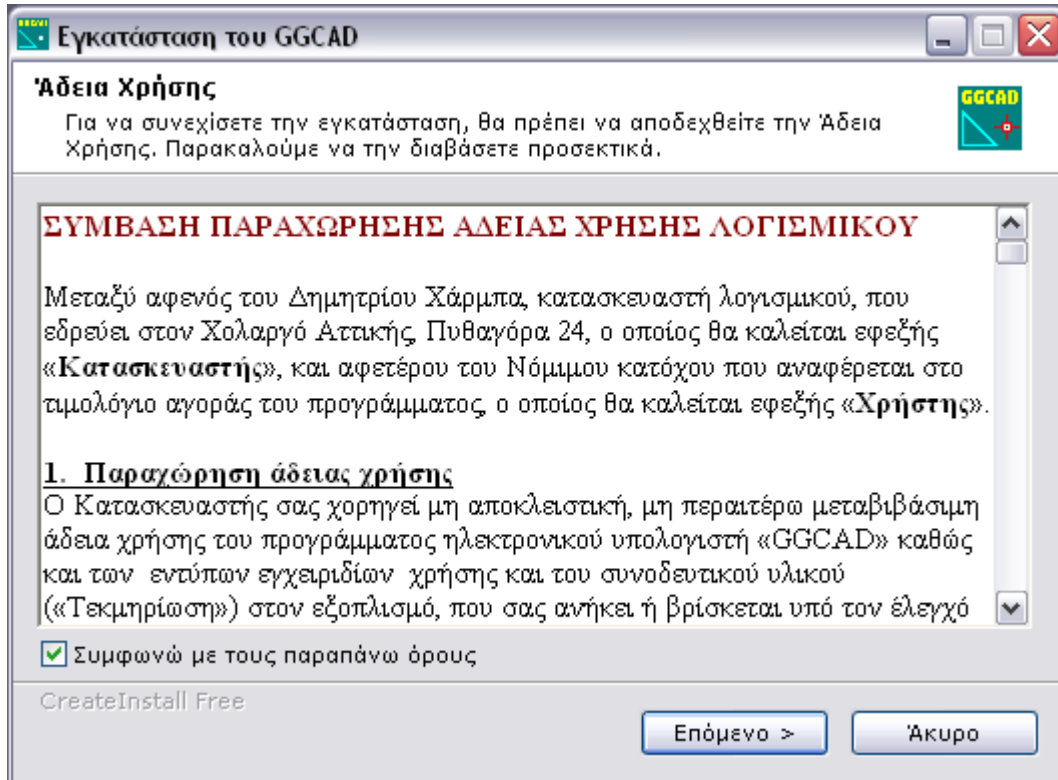 Εγκατάσταση του GGCAD
Άδεια Χρήσης
Για να συνεχίσετε την εγκατάσταση, θα πρέπει να αποδεχθείτε την Άδεια
Χρήσης. Παρακαλούμε να την διαβάσετε προσεκτικά.
GGCAD
ΣΥΜΒΑΣΗ ΠΑΡΑΧΩΡΗΣΗΣ ΑΔΕΙΑΣ ΧΡΗΣΗΣ ΛΟΓΙΣΜΙΚΟΥ
Μεταξύ αφενός του Δημητρίου Χάρμπα, κατασκευαστή λογισμικού, που
εδρεύει στον Χολαργό Αττικής, Πυθαγόρα 24, ο οποίος θα καλείται εφεξής
«Κατασκευαστής», και αφετέρου του Νόμιμου κατόχου που αναφέρεται στο
τιμολόγιο αγοράς του προγράμματος, ο οποίος θα καλείται εφεξής «Χρήστης».
1. Παραχώρηση άδειας χρήσης
Ο Κατασκευαστής σας χορηγεί μη αποκλειστική, μη περαιτέρω μεταβιβάσιμη
άδεια χρήσης του προγράμματος ηλεκτρονικού υπολογιστή «GGCAD» καθώς
και των εντύπων εγχειριδίων χρήσης και του συνοδευτικού υλικού
(«Τεκμηρίωση») στον εξοπλισμό, που σας ανήκει ή βρίσκεται υπό τον έλεγχό
Συμφωνώ με τους παραπάνω όρους
CreateInstall Free
Επόμενο >
Άκυρο